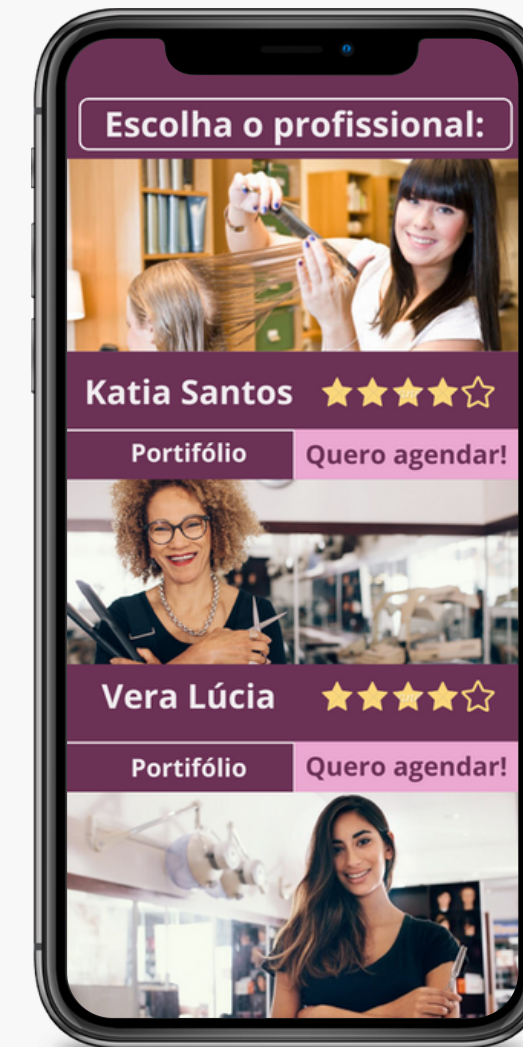 Escolha o profissional:
Katia Santos
Portifólio Quero agendar!
Vera Lúcia
Portifólio Quero agendar!